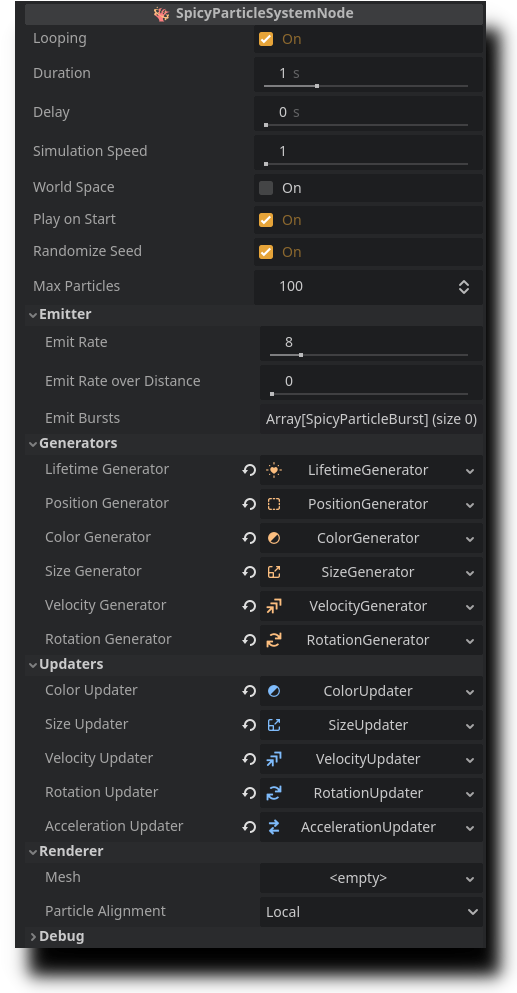 SpicyParticleSystemNode
Looping On
Duration 1 s
Delay 0 s
Simulation Speed 1
World Space On
Play on Start On
Randomize Seed On
Max Particles 100
Emitter
Emit Rate 8
Emit Rate over Distance 0
Emit Bursts Array[SpicyParticleBurst] (size 0)
Generators
Lifetime Generator LifetimeGenerator
Position Generator PositionGenerator
Color Generator ColorGenerator
Size Generator SizeGenerator
Velocity Generator VelocityGenerator
Rotation Generator RotationGenerator
Updaters
Color Updater ColorUpdater
Size Updater SizeUpdater
Velocity Updater VelocityUpdater
Rotation Updater RotationUpdater
Acceleration Updater AccelerationUpdater
Renderer
Mesh <empty>
Particle Alignment Local
Debug